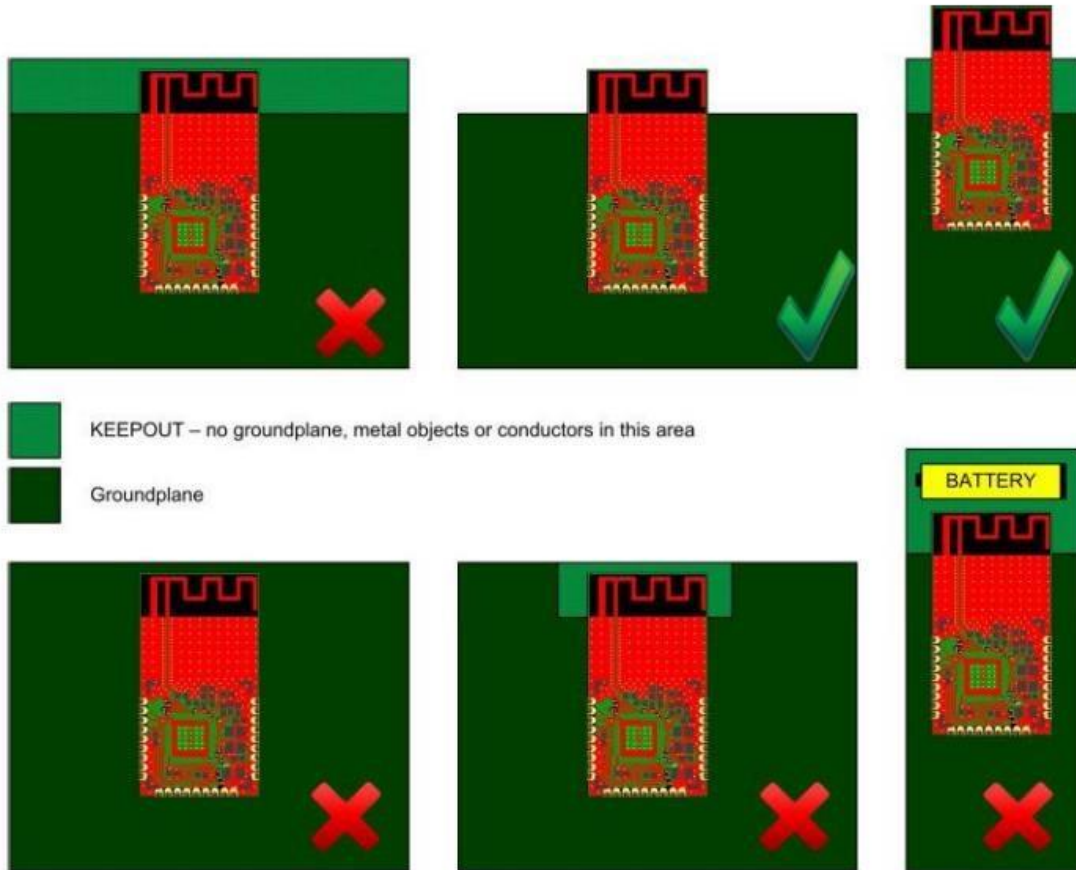 KEEPOUT – no groundplane, metal objects or conductors in this area
Groundplane
BATTERY